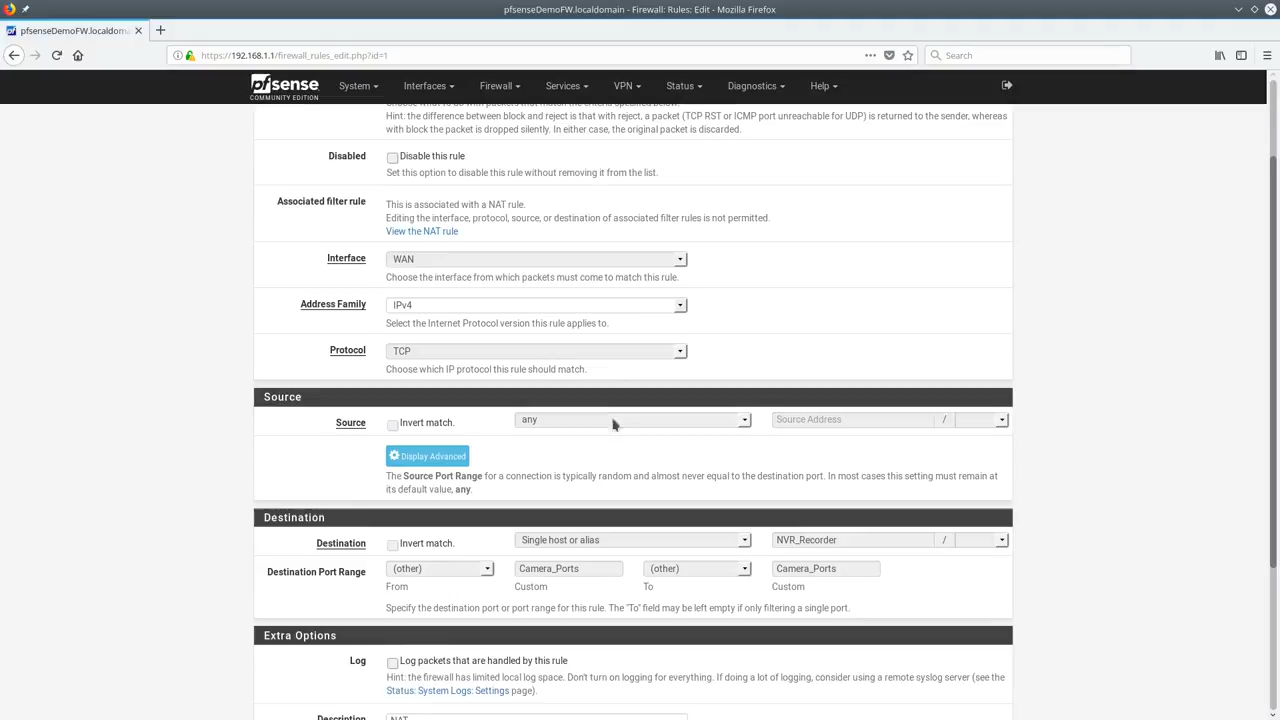 pfsenseDemoFW.localdomain - Firewall: Rules: Edit - Mozilla Firefox
pfsenseDemoFW.localdoma
https://192.168.1.1/firewall_rules_edit.php?id=1
Search
pfsense
COMMUNITY EDITION
System
Interfaces
Firewall
Services
VPN
Status
Diagnostics
Help
Choose what to do with packets that match the criteria specified below.
Hint: the difference between block and reject is that with reject, a packet (TCP RST or ICMP port unreachable for UDP) is returned to the sender, whereas
with block the packet is dropped silently. In either case, the original packet is discarded.
Disabled
Disable this rule
Set this option to disable this rule without removing it from the list.
Associated filter rule
This is associated with a NAT rule.
Editing the interface, protocol, source, or destination of associated filter rules is not permitted.
View the NAT rule
Interface
WAN
Choose the interface from which packets must come to match this rule.
Address Family
IPv4
Select the Internet Protocol version this rule applies to.
Protocol
TCP
Choose which IP protocol this rule should match.
Source
Source
Invert match.
any
Source Address
/
Display Advanced
The Source Port Range for a connection is typically random and almost never equal to the destination port. In most cases this setting must remain at
its default value, any.
Destination
Destination
Invert match.
Single host or alias
NVR_Recorder
/
Destination Port Range
(other)
Camera_Ports
(other)
Camera_Ports
From
Custom
To
Custom
Specify the destination port or port range for this rule. The "To" field may be left empty if only filtering a single port.
Extra Options
Log
Log packets that are handled by this rule
Hint: the firewall has limited local log space. Don't turn on logging for everything. If doing a lot of logging, consider using a remote syslog server (see the
Status: System Logs: Settings page).
Description
NAT